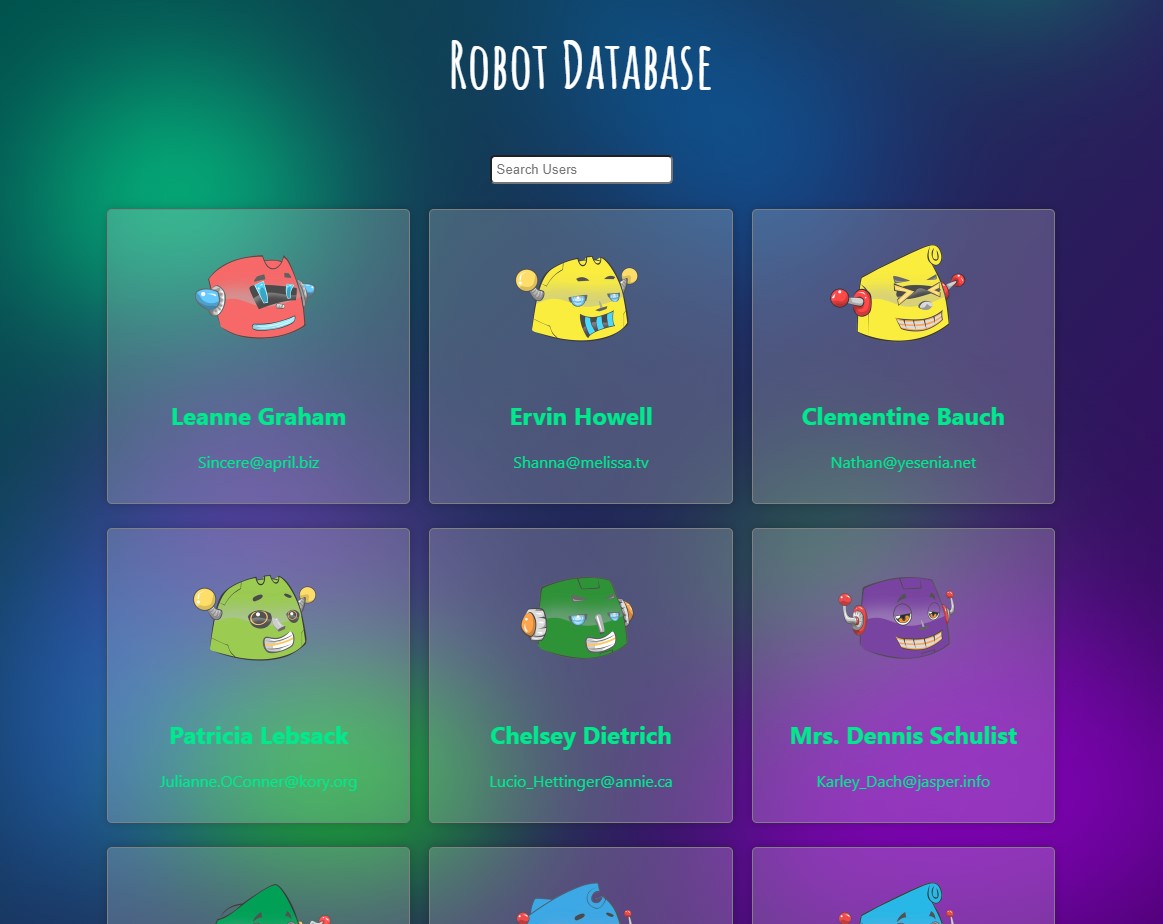 Robot Database
Search Users
Leanne Graham
Sincere@april.biz
Ervin Howell
Shanna@melissa.tv
Clementine Bauch
Nathan@yesenia.net
Patricia Lebsack
Julianne.OConner@kory.org
Chelsey Dietrich
Lucio_Hettinger@annie.ca
Mrs. Dennis Schulist
Karley_Dach@jasper.info